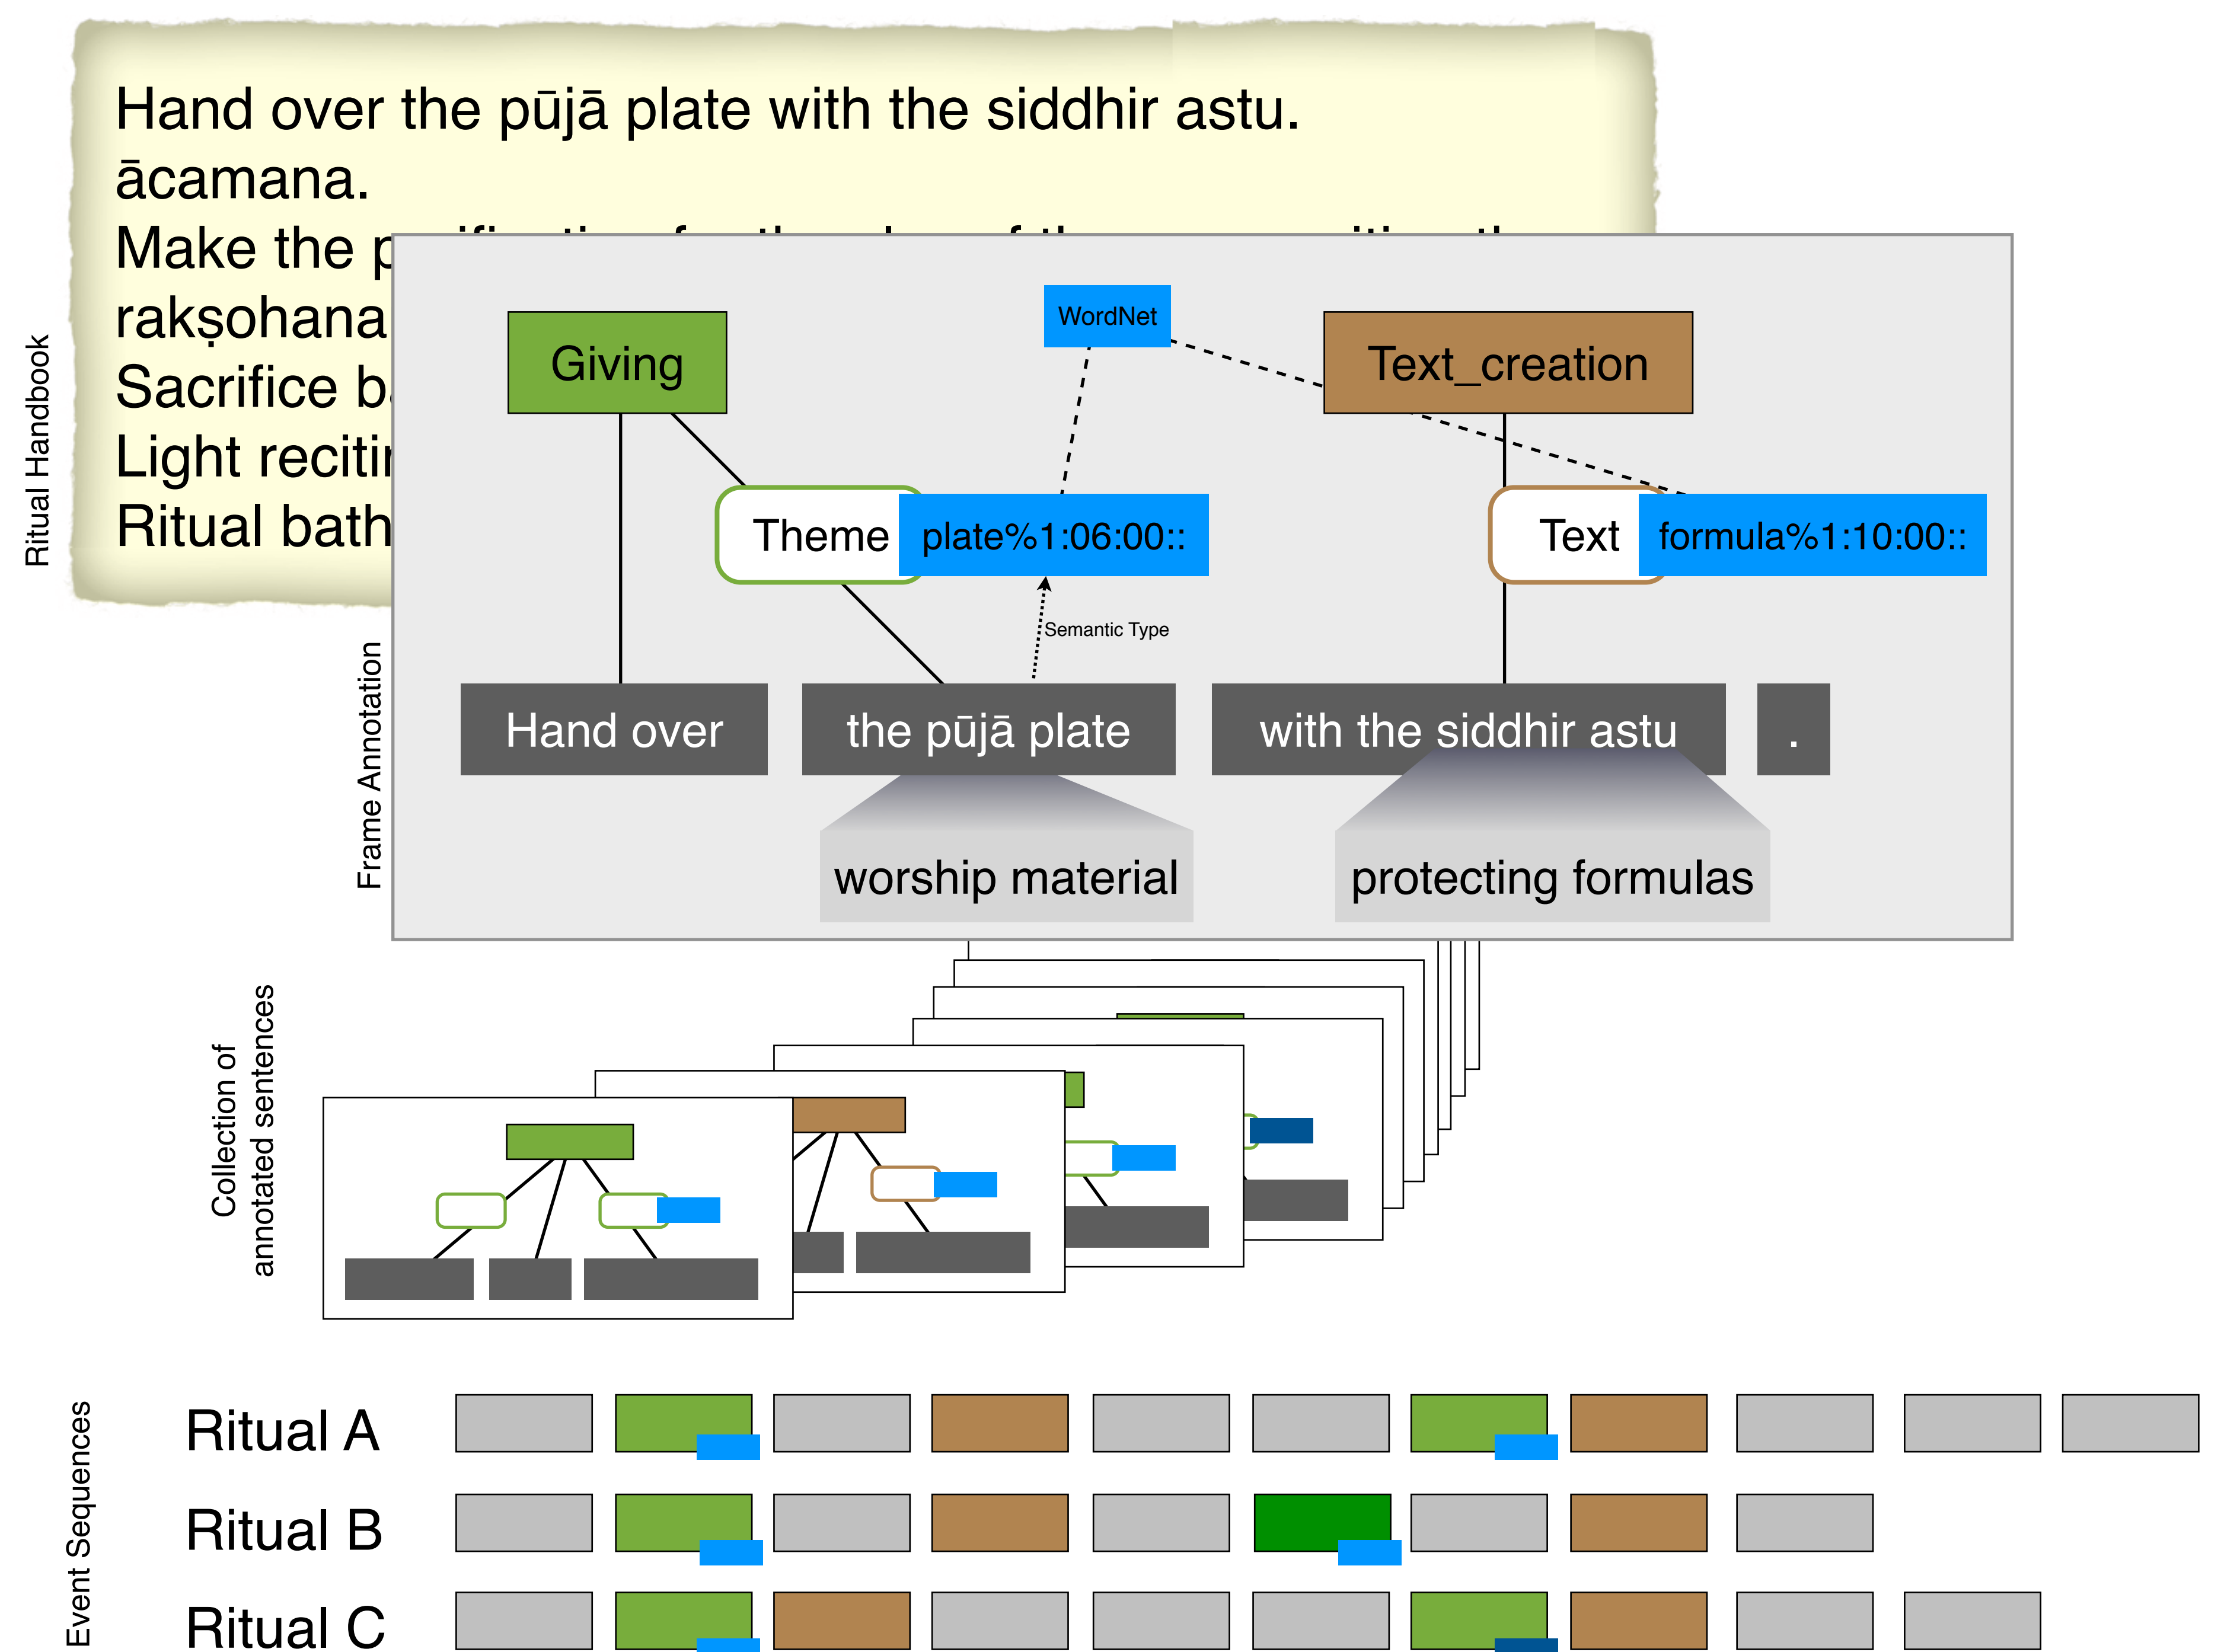 Ritual Handbook
Hand over the pūjā plate with the siddhir astu.
ācamana.
Make the
rakṣohana
Sacrifice
Light
Ritual bath
Frame Annotation
Giving
WordNet
Text_creation
Theme
plate%1:06:00::
Text
formula%1:10:00::
Semantic Type
Hand over
the pūjā plate
with the siddhir astu
.
worship material
protecting formulas
Collection of
annotated sentences
Event Sequences
Ritual A
Ritual B
Ritual C